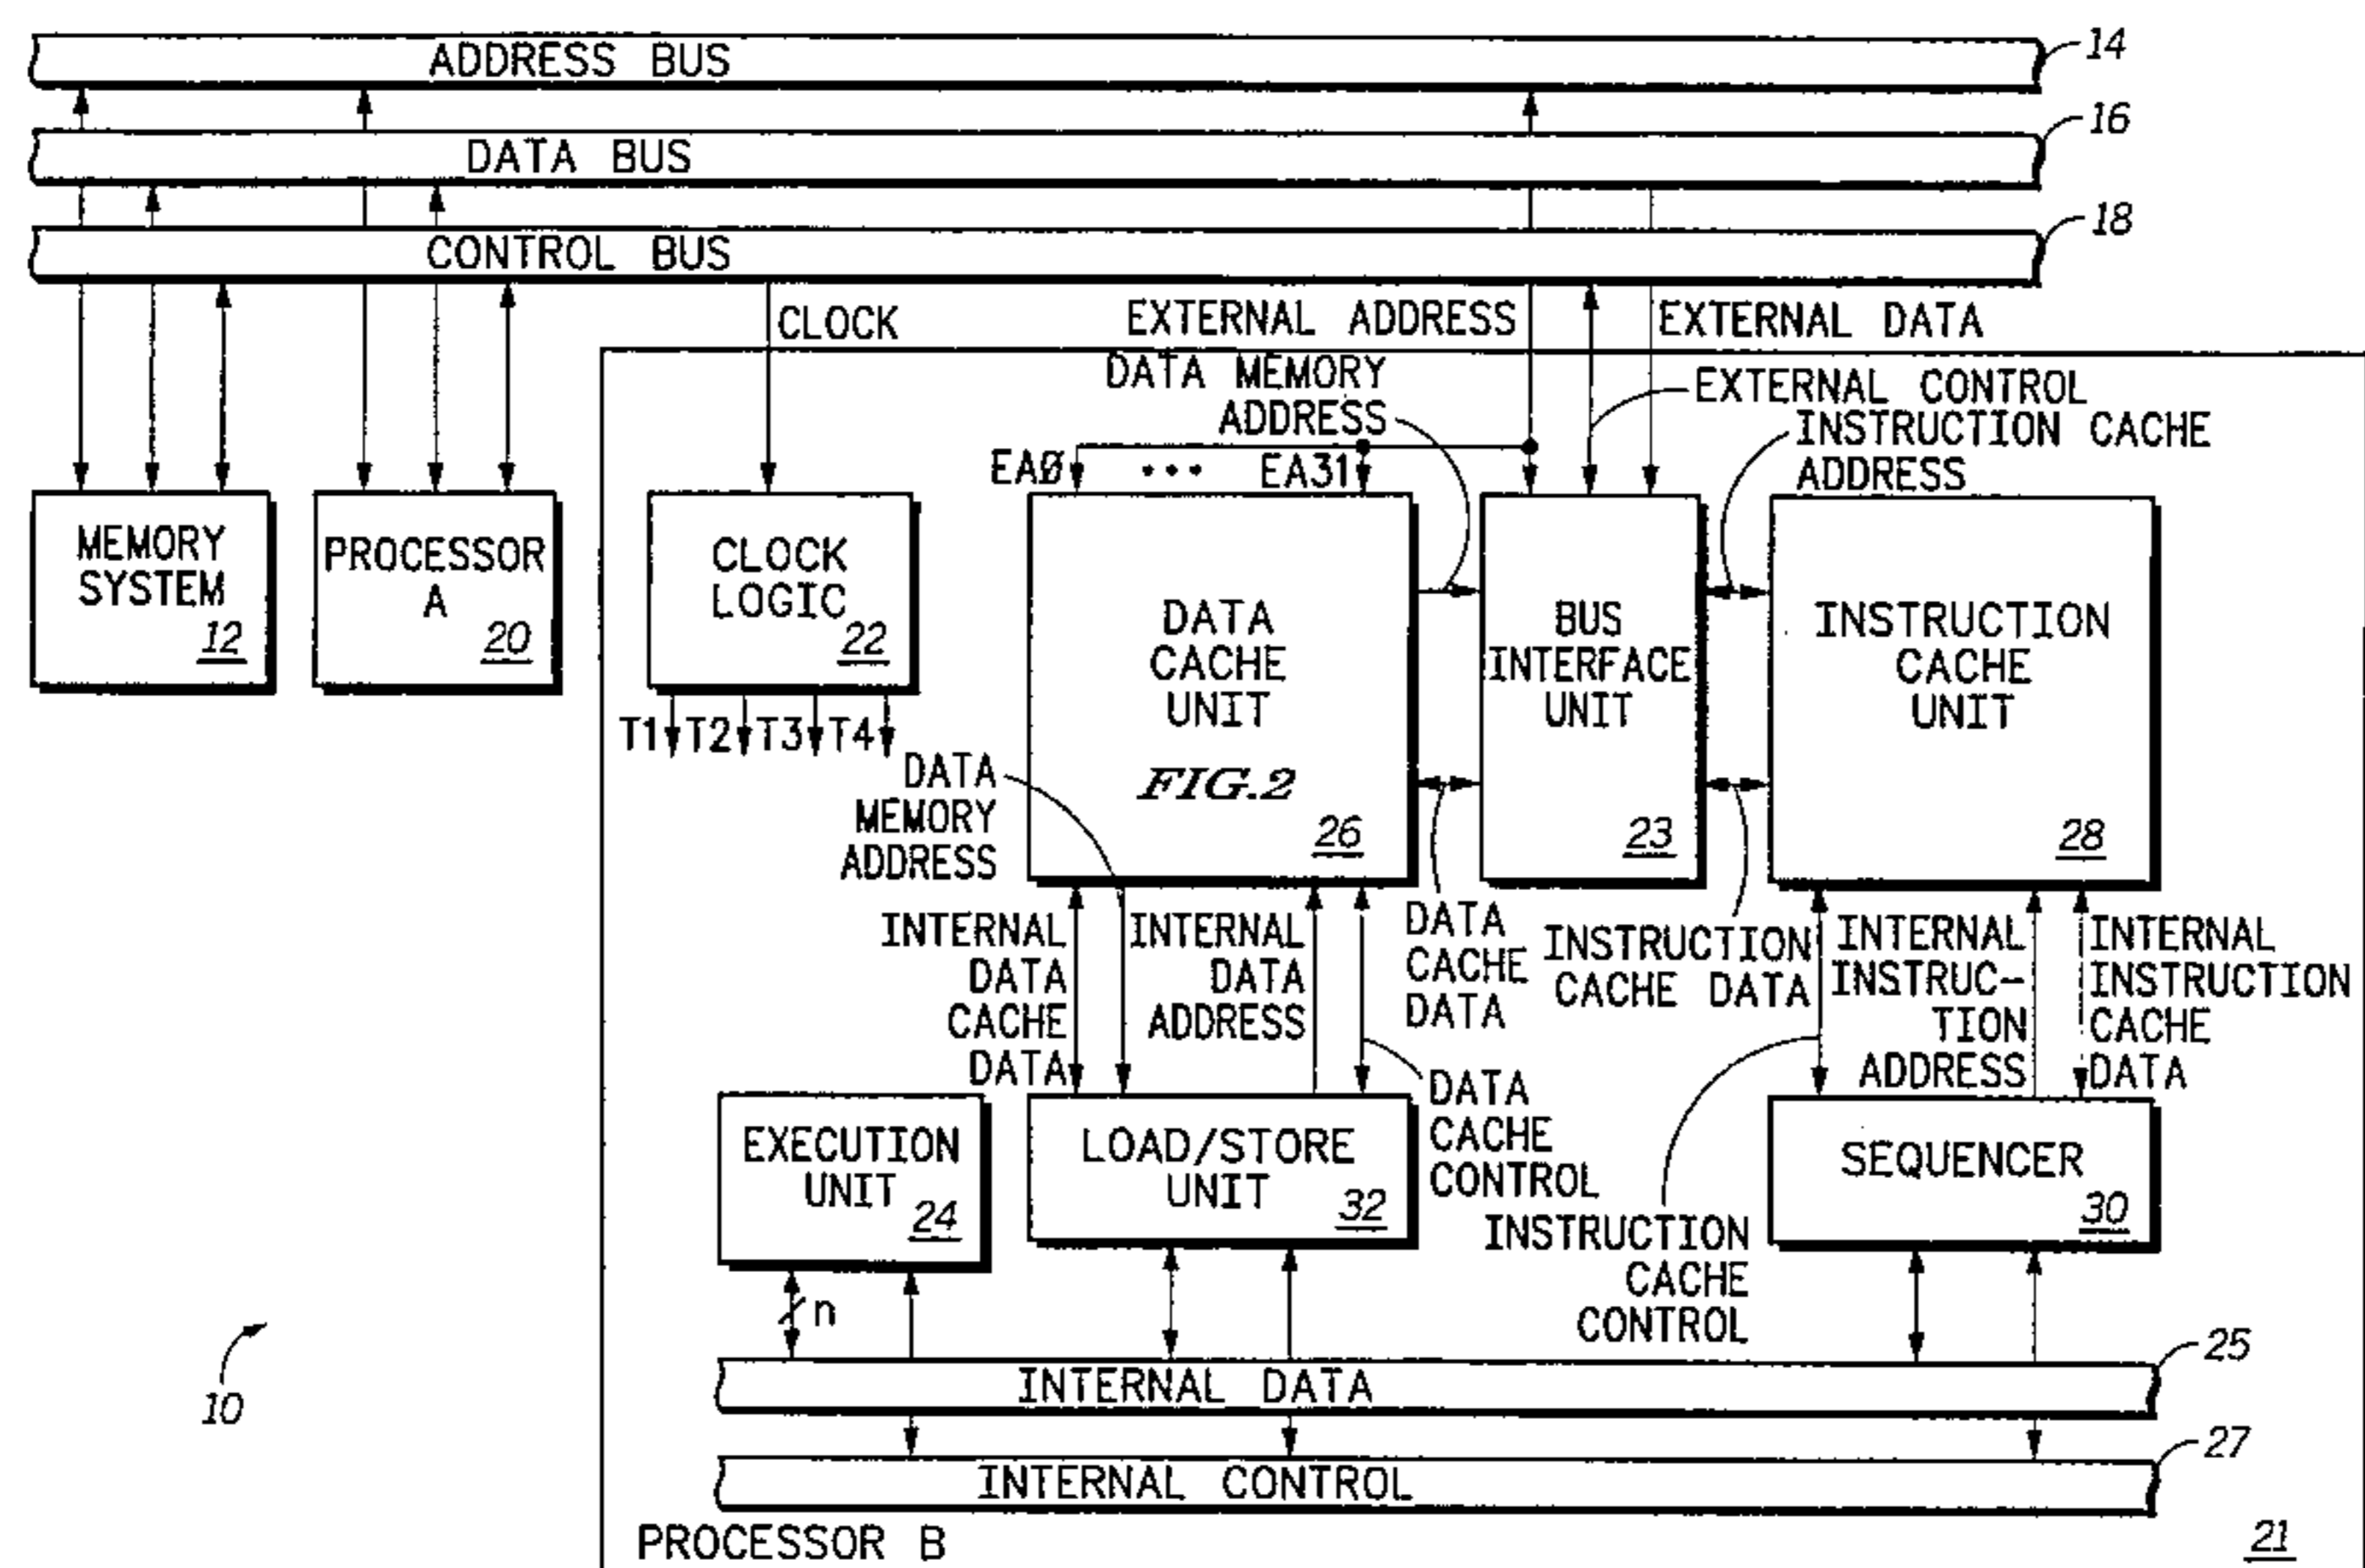 ADDRESS BUS
14
DATA BUS
16
CONTROL BUS
18
CLOCK
EXTERNAL ADDRESS
EXTERNAL DATA
DATA MEMORY
ADDRESS
EXTERNAL CONTROL
INSTRUCTION CACHE
ADDRESS
EAØ
•••
EA31
MEMORY
SYSTEM
12
PROCESSOR
A
20
CLOCK
LOGIC
22
T1
T2
T3
T4
DATA
CACHE
UNIT
FIG.2
26
BUS
INTERFACE
UNIT
23
INSTRUCTION
CACHE
UNIT
28
DATA
MEMORY
ADDRESS
INTERNAL
DATA
CACHE
DATA
INTERNAL
DATA
ADDRESS
DATA
CACHE
DATA
INSTRUCTION
CACHE DATA
INTERNAL
INSTRUC-
TION
ADDRESS
INTERNAL
INSTRUCTION
CACHE
DATA
EXECUTION
UNIT
24
LOAD/STORE
UNIT
32
DATA
CACHE
CONTROL
SEQUENCER
30
INSTRUCTION
CACHE
CONTROL
n
10
INTERNAL DATA
25
INTERNAL CONTROL
27
PROCESSOR B
21